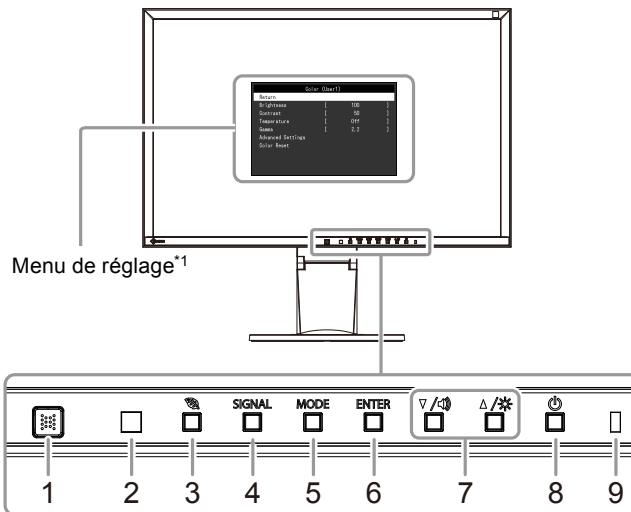 Color (User1)
Return
Brightness [ 100 ]
Contrast [ 50 ]
Temperature [ Off ]
Gamma [ 2.2 ]
Advanced Settings
Color Reset
Menu de réglage*1
SIGNAL MODE ENTER
1 2 3 4 5 6 7 8 9